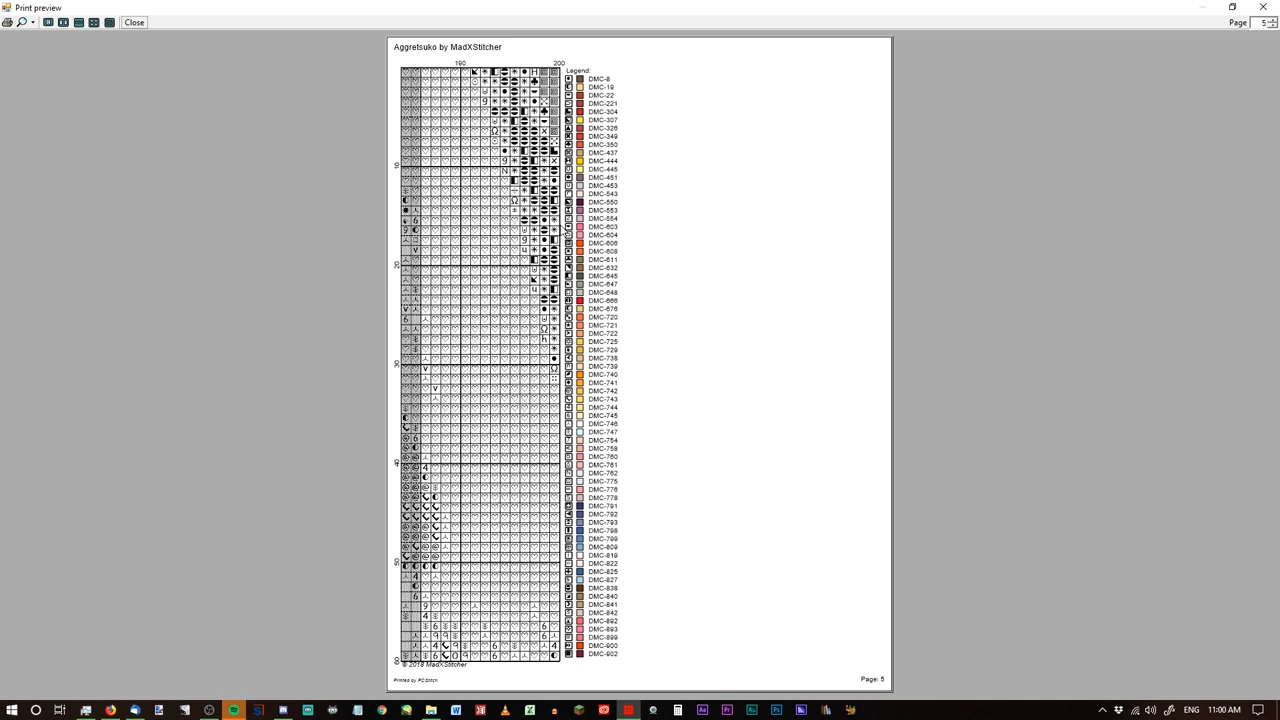 Print preview
Close
Page 5
Aggretsuko by MadXStitcher
190 200
Legend:
DMC-8
DMC-19
DMC-22
DMC-221
DMC-304
DMC-307
DMC-326
DMC-349
DMC-350
DMC-437
DMC-444
DMC-445
DMC-451
DMC-453
DMC-543
DMC-550
DMC-553
DMC-554
DMC-603
DMC-604
DMC-606
DMC-608
DMC-611
DMC-632
DMC-645
DMC-647
DMC-648
DMC-666
DMC-676
DMC-720
DMC-721
DMC-722
DMC-725
DMC-729
DMC-738
DMC-739
DMC-740
DMC-741
DMC-742
DMC-743
DMC-744
DMC-745
DMC-746
DMC-747
DMC-754
DMC-758
DMC-760
DMC-761
DMC-762
DMC-775
DMC-776
DMC-778
DMC-791
DMC-792
DMC-793
DMC-798
DMC-799
DMC-809
DMC-819
DMC-822
DMC-825
DMC-827
DMC-838
DMC-840
DMC-841
DMC-842
DMC-892
DMC-893
DMC-899
DMC-900
DMC-902
10
20
30
40
50
60
© 2018 MadXStitcher
Printed by PCStitch
Page: 5
11:00 AM